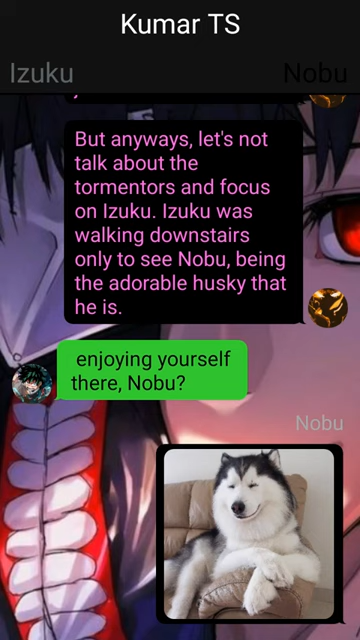 Kumar TS
Izuku
Nobu
But anyways, let's not
talk about the
tormentors and focus
on Izuku. Izuku was
walking downstairs
only to see Nobu, being
the adorable husky that
he is.
enjoying yourself
there, Nobu?
Nobu